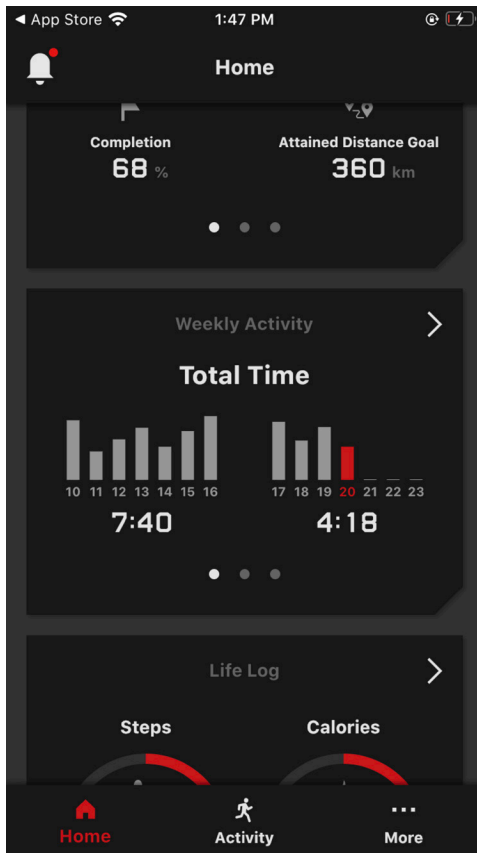 App Store 1:47 PM
Home
Completion Attained Distance Goal
68 % 360 km
Weekly Activity
Total Time
10 11 12 13 14 15 16 17 18 19 20 21 22 23
7:40 4:18
Life Log
Steps Calories
Home Activity More